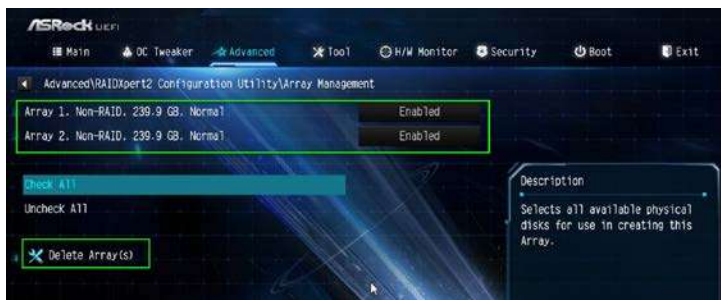 ASRock UEFI
Main OC Tweaker Advanced Tool H/W Monitor Security Boot Exit
Advanced\RAIDXpert2 Configuration Utility\Array Management
Array 1. Non-RAID. 239.9 GB. Normal Enabled
Array 2. Non-RAID. 239.9 GB. Normal Enabled
Check All
Uncheck All
Delete Array(s)
Description
Selects all available physical
disks for use in creating this
Array.